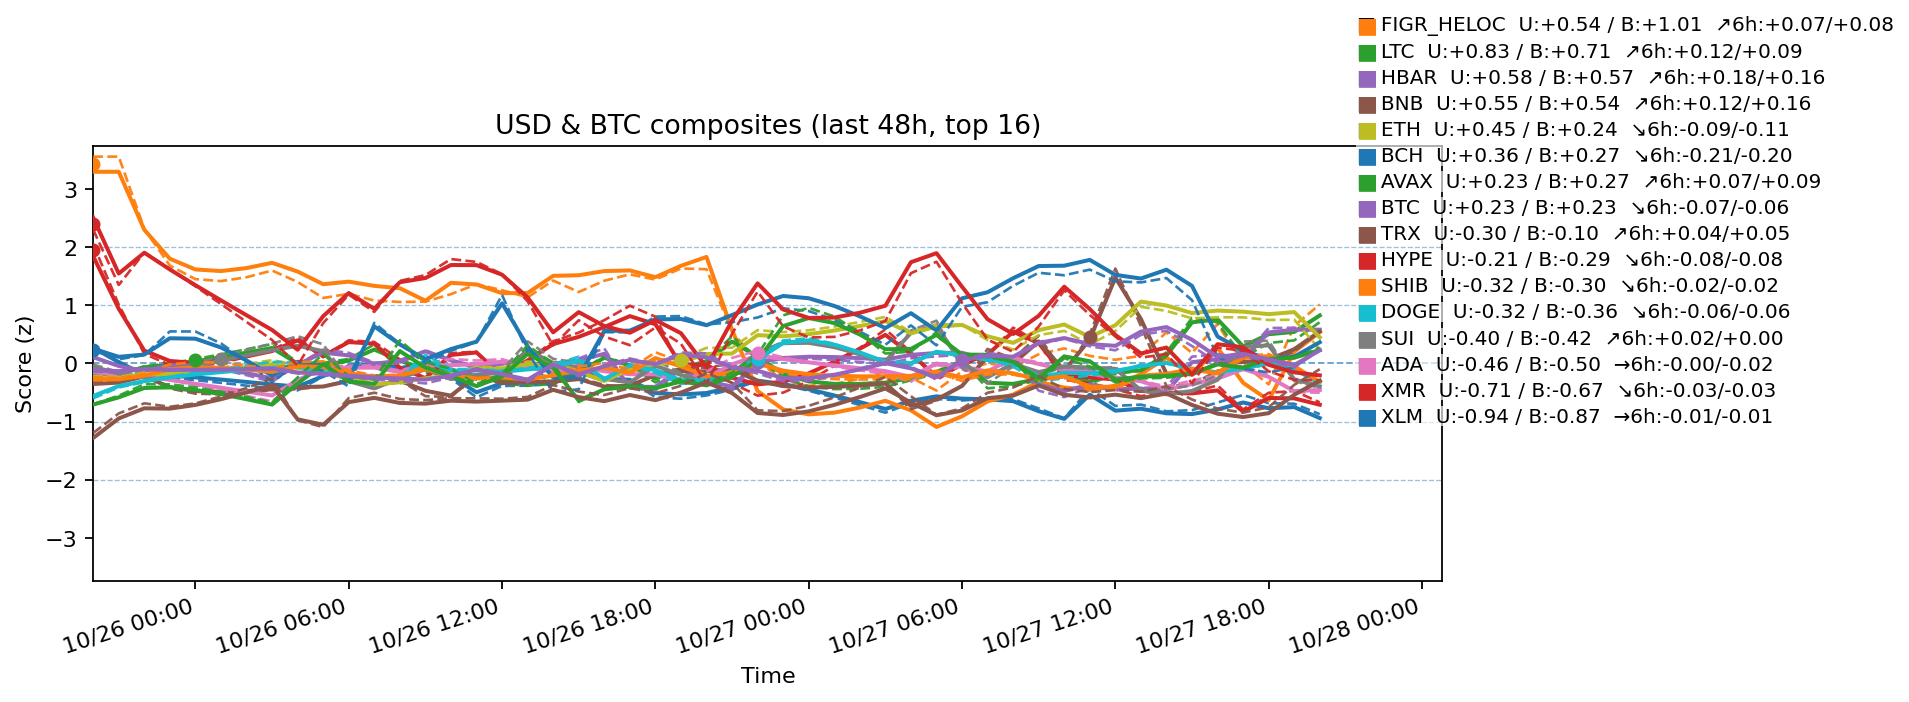 USD & BTC composites (last 48h, top 16)
FIGR_HELOC  U:+0.54 / B:+1.01  ↗6h:+0.07/+0.08
LTC  U:+0.83 / B:+0.71  ↗6h:+0.12/+0.09
HBAR  U:+0.58 / B:+0.57  ↗6h:+0.18/+0.16
BNB  U:+0.55 / B:+0.54  ↗6h:+0.12/+0.16
ETH  U:+0.45 / B:+0.24  ↘6h:-0.09/-0.11
BCH  U:+0.36 / B:+0.27  ↘6h:-0.21/-0.20
AVAX  U:+0.23 / B:+0.27  ↗6h:+0.07/+0.09
BTC  U:+0.23 / B:+0.23  ↘6h:-0.07/-0.06
TRX  U:-0.30 / B:-0.10  ↗6h:+0.04/+0.05
HYPE  U:-0.21 / B:-0.29  ↘6h:-0.08/-0.08
SHIB  U:-0.32 / B:-0.30  ↘6h:-0.02/-0.02
DOGE  U:-0.32 / B:-0.36  ↘6h:-0.06/-0.06
SUI  U:-0.40 / B:-0.42  ↗6h:+0.02/+0.00
ADA  U:-0.46 / B:-0.50  →6h:-0.00/-0.02
XMR  U:-0.71 / B:-0.67  ↘6h:-0.03/-0.03
XLM  U:-0.94 / B:-0.87  →6h:-0.01/-0.01
Score (z)
3
2
1
0
−1
−2
−3
10/26 00:00
10/26 06:00
10/26 12:00
10/26 18:00
10/27 00:00
10/27 06:00
10/27 12:00
10/27 18:00
10/28 00:00
Time